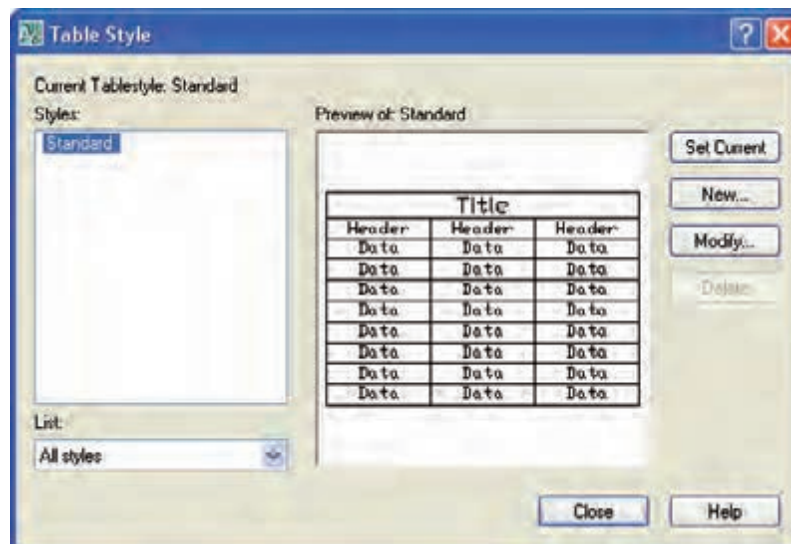 Table Style
Current Tablestyle: Standard
Styles:
Standard
List:
All styles
Preview of: Standard
Title
Header Header Header
Data Data Data
Data Data Data
Data Data Data
Data Data Data
Data Data Data
Data Data Data
Data Data Data
Data Data Data
Set Current
New...
Modify...
Delete
Close
Help